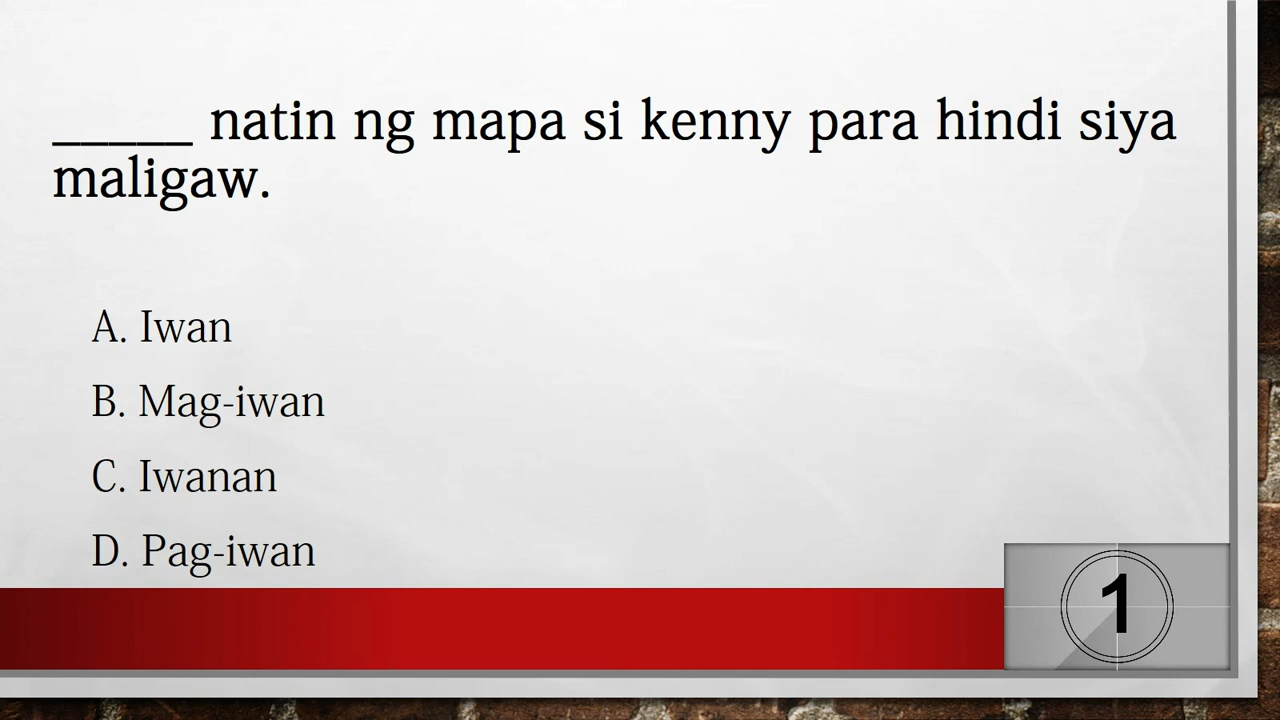 _____ natin ng mapa si kenny para hindi siya
maligaw.
A. Iwan
B. Mag-iwan
C. Iwanan
D. Pag-iwan
1